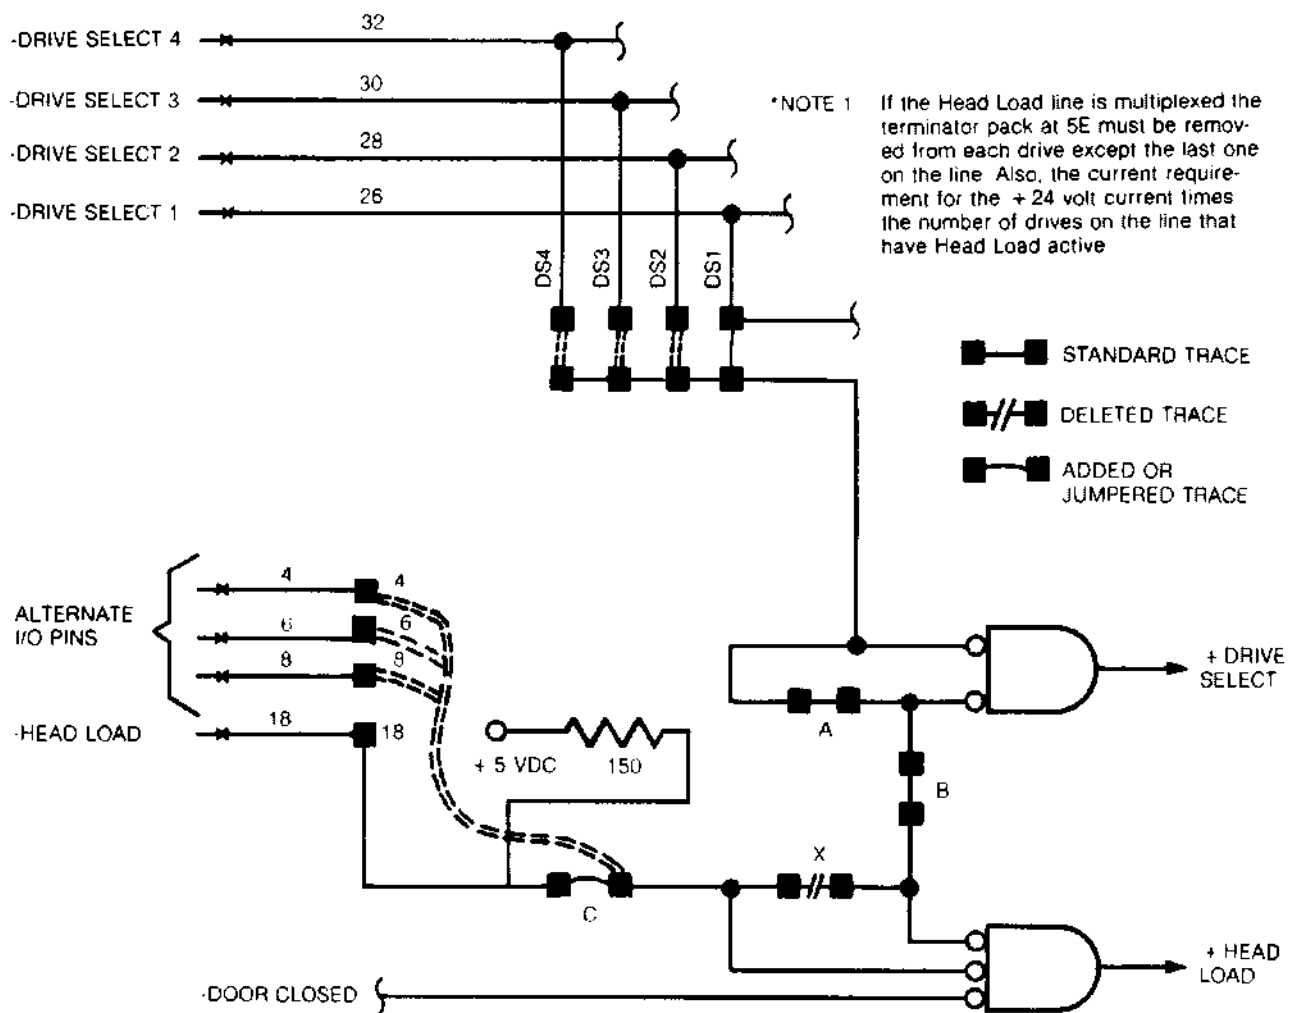 -DRIVE SELECT 4
32
-DRIVE SELECT 3
30
-DRIVE SELECT 2
28
-DRIVE SELECT 1
26
*NOTE 1 If the Head Load line is multiplexed the
terminator pack at 5E must be remov-
ed from each drive except the last one
on the line Also, the current require-
ment for the + 24 volt current times
the number of drives on the line that
have Head Load active
DS4
DS3
DS2
DS1
STANDARD TRACE
DELETED TRACE
ADDED OR
JUMPERED TRACE
ALTERNATE
I/O PINS
4
4
6
6
8
8
-HEAD LOAD
18
18
+ 5 VDC
150
A
B
+ DRIVE
SELECT
X
C
+ HEAD
LOAD
-DOOR CLOSED